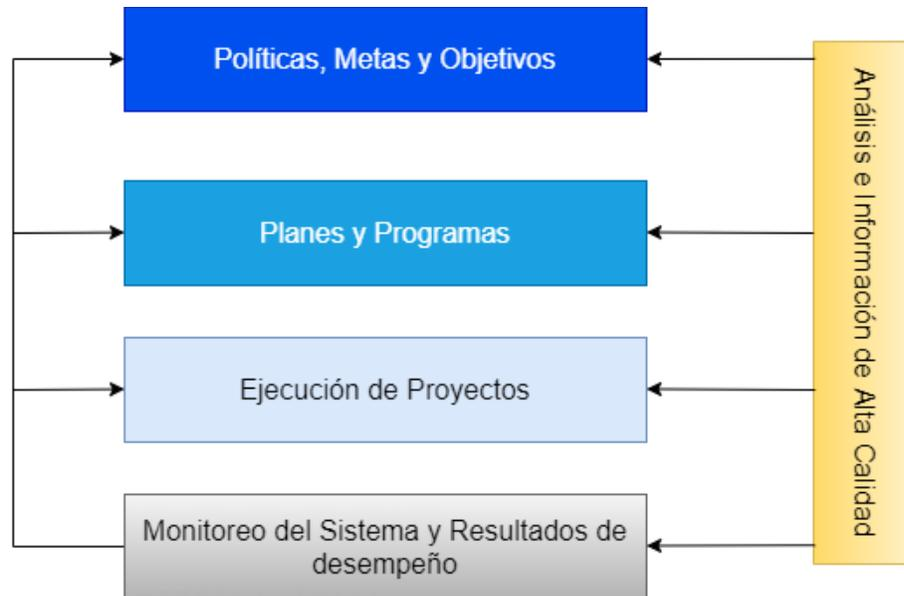 Políticas, Metas y Objetivos
Planes y Programas
Ejecución de Proyectos
Monitoreo del Sistema y Resultados de
desempeño
Análisis e Información de Alta Calidad